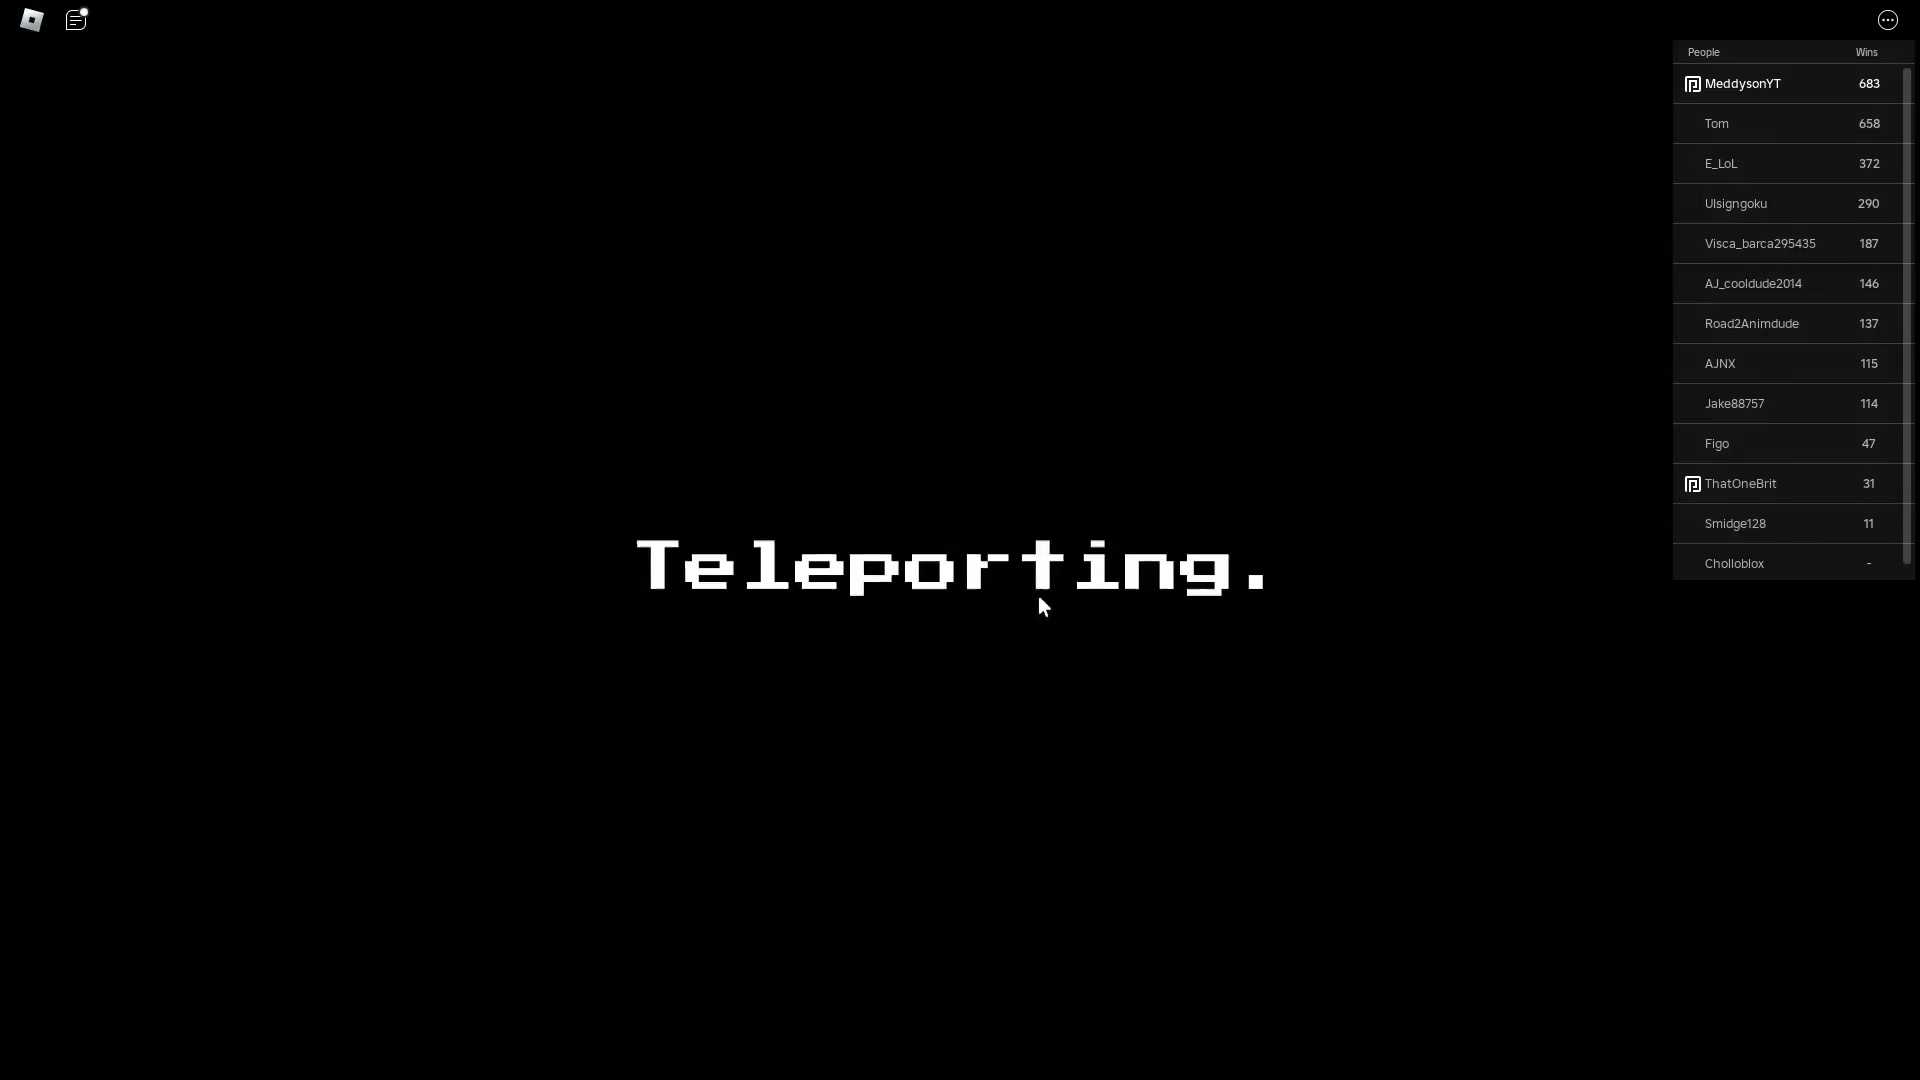 People Wins
MeddysonYT 683
Tom 658
E_LoL 372
UIsigngoku 290
Visca_barca295435 187
AJ_cooldude2014 146
Road2Animdude 137
AJNX 115
Jake88757 114
Figo 47
ThatOneBrit 31
Smidge128 11
Cholloblox -
Teleporting.